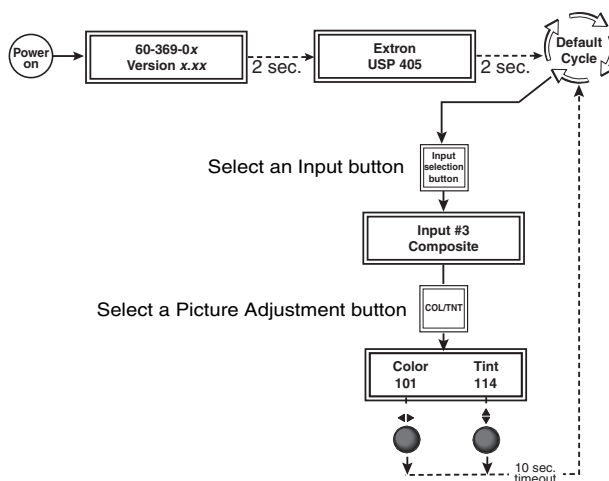 Power
on
60-369-0x
Version x.xx
2 sec.
Extron
USP 405
2 sec.
Default
Cycle
Select an Input button
Input
selection
button
Input #3
Composite
Select a Picture Adjustment button
COL/TNT
Color Tint
101 114
10 sec.
timeout